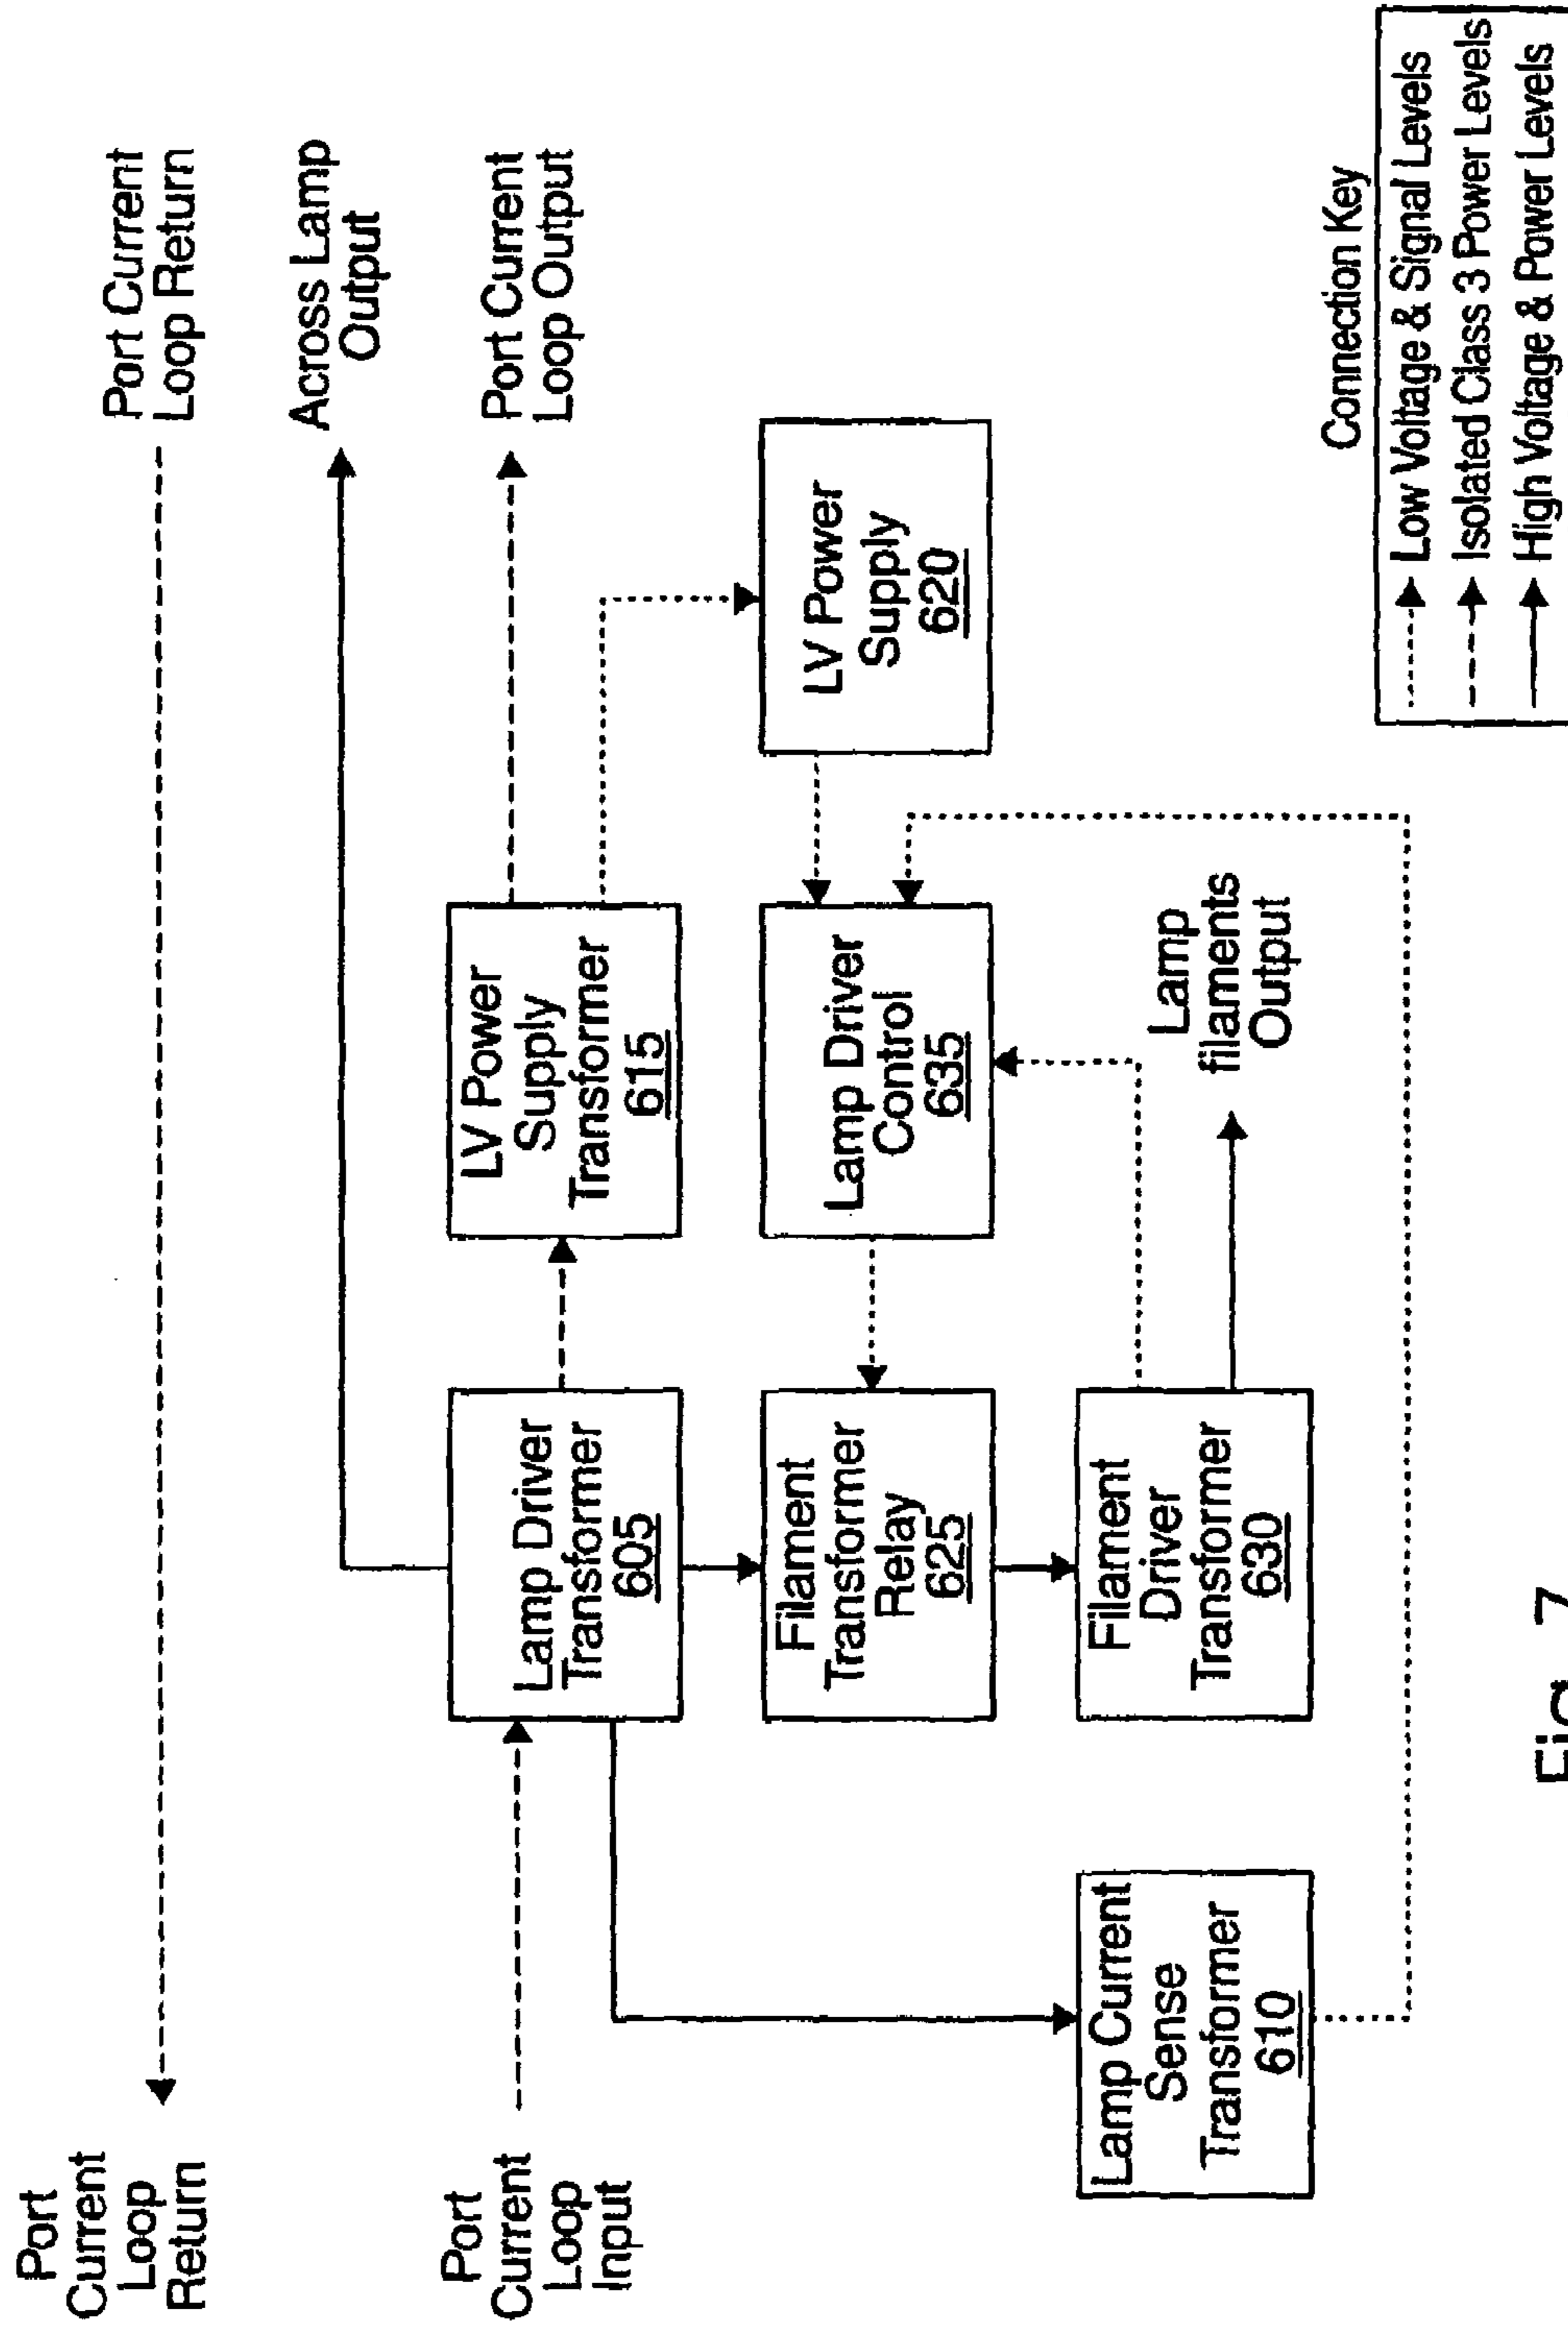 Port
Current
Loop
Return
Port Current
Loop Return
Across Lamp
Output
Port
Current
Loop
Input
Lamp Driver
Transformer
605
LV Power
Supply
Transformer
615
Port Current
Loop Output
Filament
Transformer
Relay
625
Lamp Driver
Control
635
LV Power
Supply
620
Lamp Current
Sense
Transformer
610
Filament
Driver
Transformer
630
Lamp
filaments
Output
Connection Key
Low Voltage & Signal Levels
Isolated Class 3 Power Levels
High Voltage & Power Levels
Fig. 7